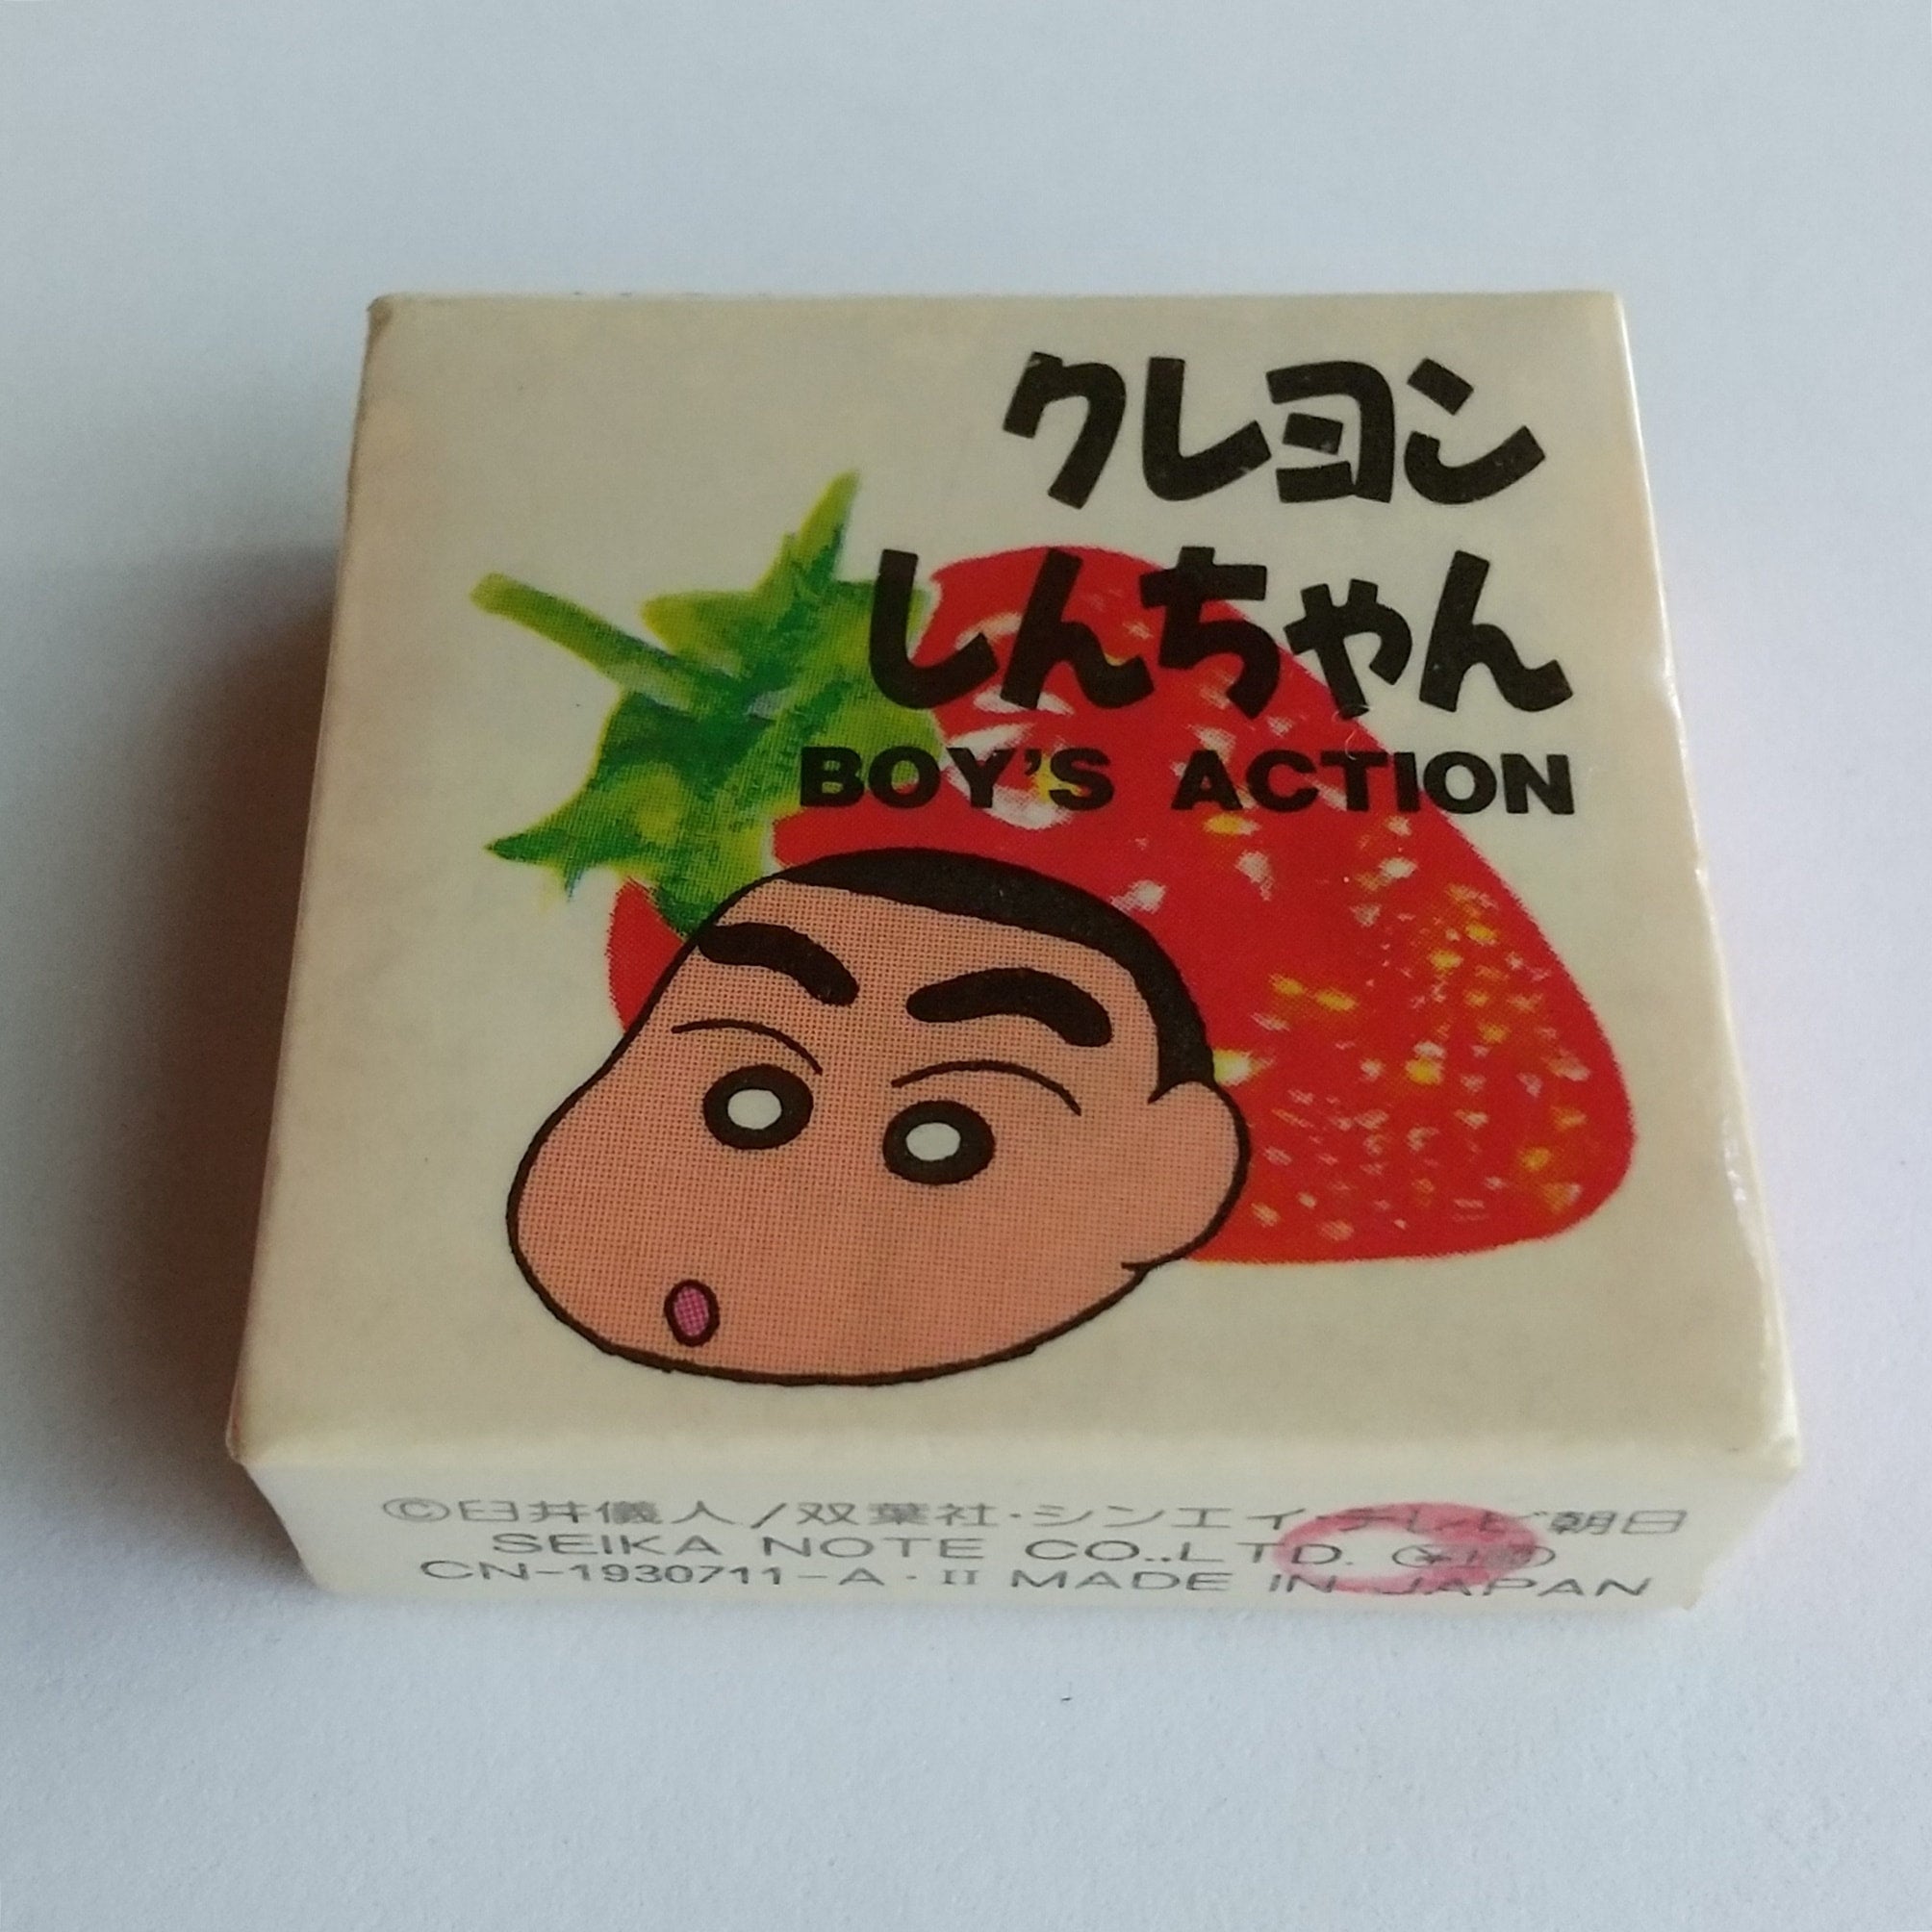 クレヨン
しんちゃん
BOY'S ACTION
©臼井儀人/双葉社・シンエイ・テレビ朝日
SEIKA NOTE CO.,LTD.
CN-1930711-A・II MADE IN JAPAN